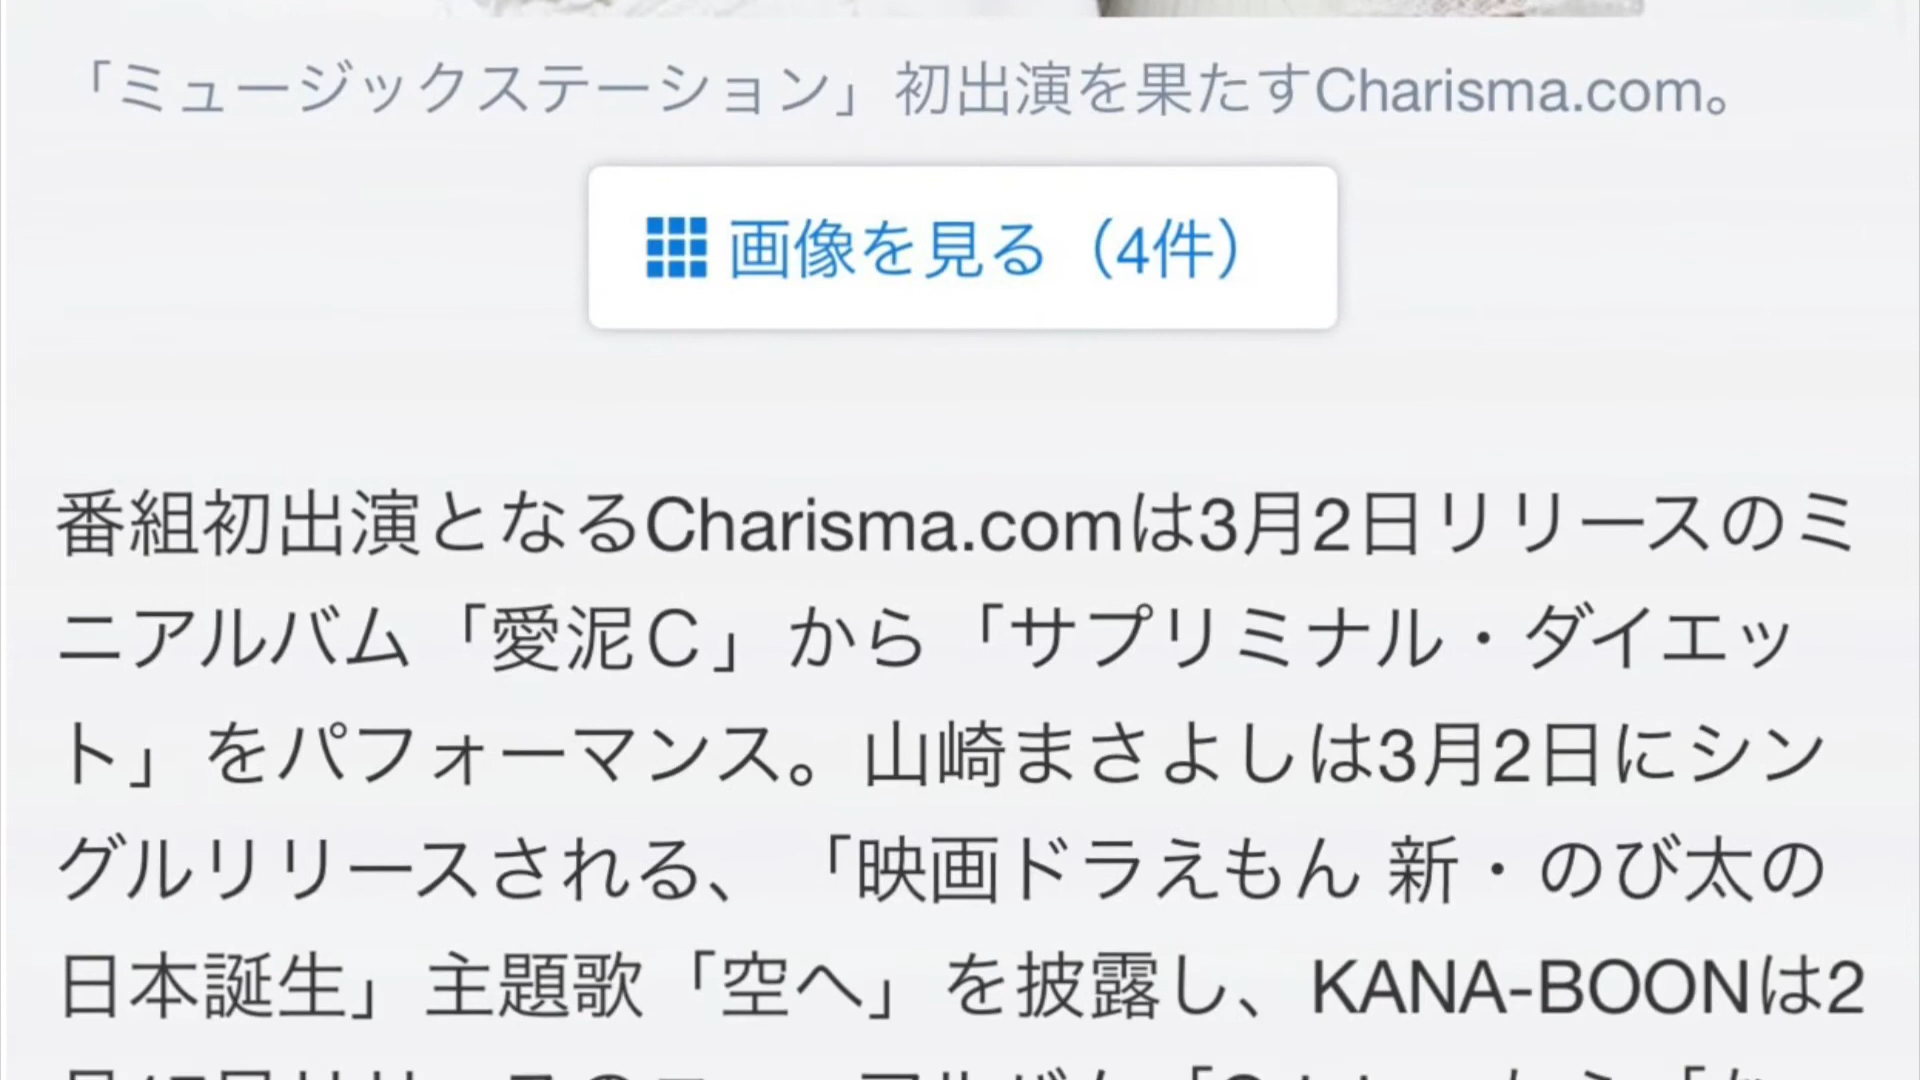 「ミュージックステーション」初出演を果たすCharisma.com。
画像を見る（4件）
番組初出演となるCharisma.comは3月2日リリースのミ
ニアルバム「愛泥C」から「サプリミナル・ダイエッ
ト」をパフォーマンス。山崎まさよしは3月2日にシン
グルリリースされる、「映画ドラえもん 新・のび太の
日本誕生」主題歌「空へ」を披露し、KANA-BOONは2